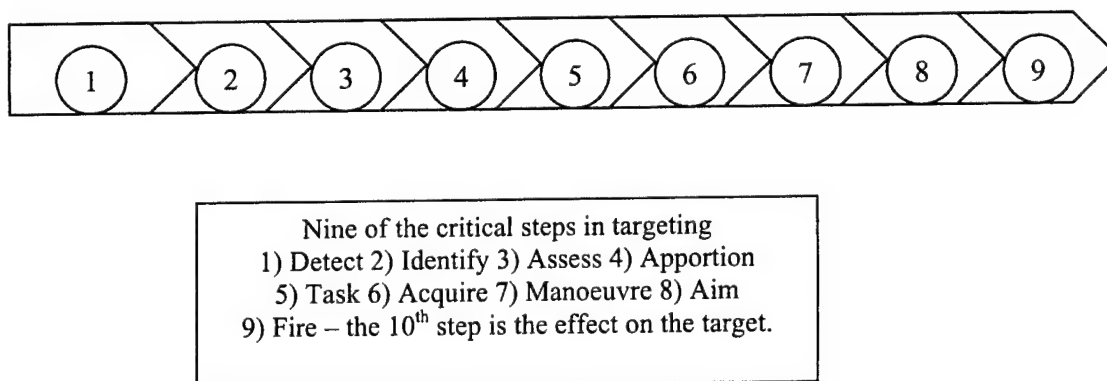 1 2 3 4 5 6 7 8 9
Nine of the critical steps in targeting
1) Detect 2) Identify 3) Assess 4) Apportion
5) Task 6) Acquire 7) Manoeuvre 8) Aim
9) Fire – the 10th step is the effect on the target.